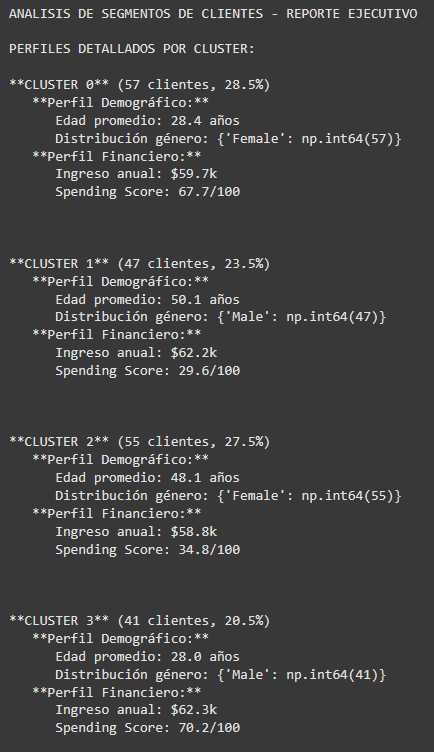 ANALISIS DE SEGMENTOS DE CLIENTES - REPORTE EJECUTIVO
PERFILES DETALLADOS POR CLUSTER:
**CLUSTER 0** (57 clientes, 28.5%)
**Perfil Demográfico:**
Edad promedio: 28.4 años
Distribución género: {'Female': np.int64(57)}
**Perfil Financiero:**
Ingreso anual: $59.7k
Spending Score: 67.7/100
**CLUSTER 1** (47 clientes, 23.5%)
**Perfil Demográfico:**
Edad promedio: 50.1 años
Distribución género: {'Male': np.int64(47)}
**Perfil Financiero:**
Ingreso anual: $62.2k
Spending Score: 29.6/100
**CLUSTER 2** (55 clientes, 27.5%)
**Perfil Demográfico:**
Edad promedio: 48.1 años
Distribución género: {'Female': np.int64(55)}
**Perfil Financiero:**
Ingreso anual: $58.8k
Spending Score: 34.8/100
**CLUSTER 3** (41 clientes, 20.5%)
**Perfil Demográfico:**
Edad promedio: 28.0 años
Distribución género: {'Male': np.int64(41)}
**Perfil Financiero:**
Ingreso anual: $62.3k
Spending Score: 70.2/100